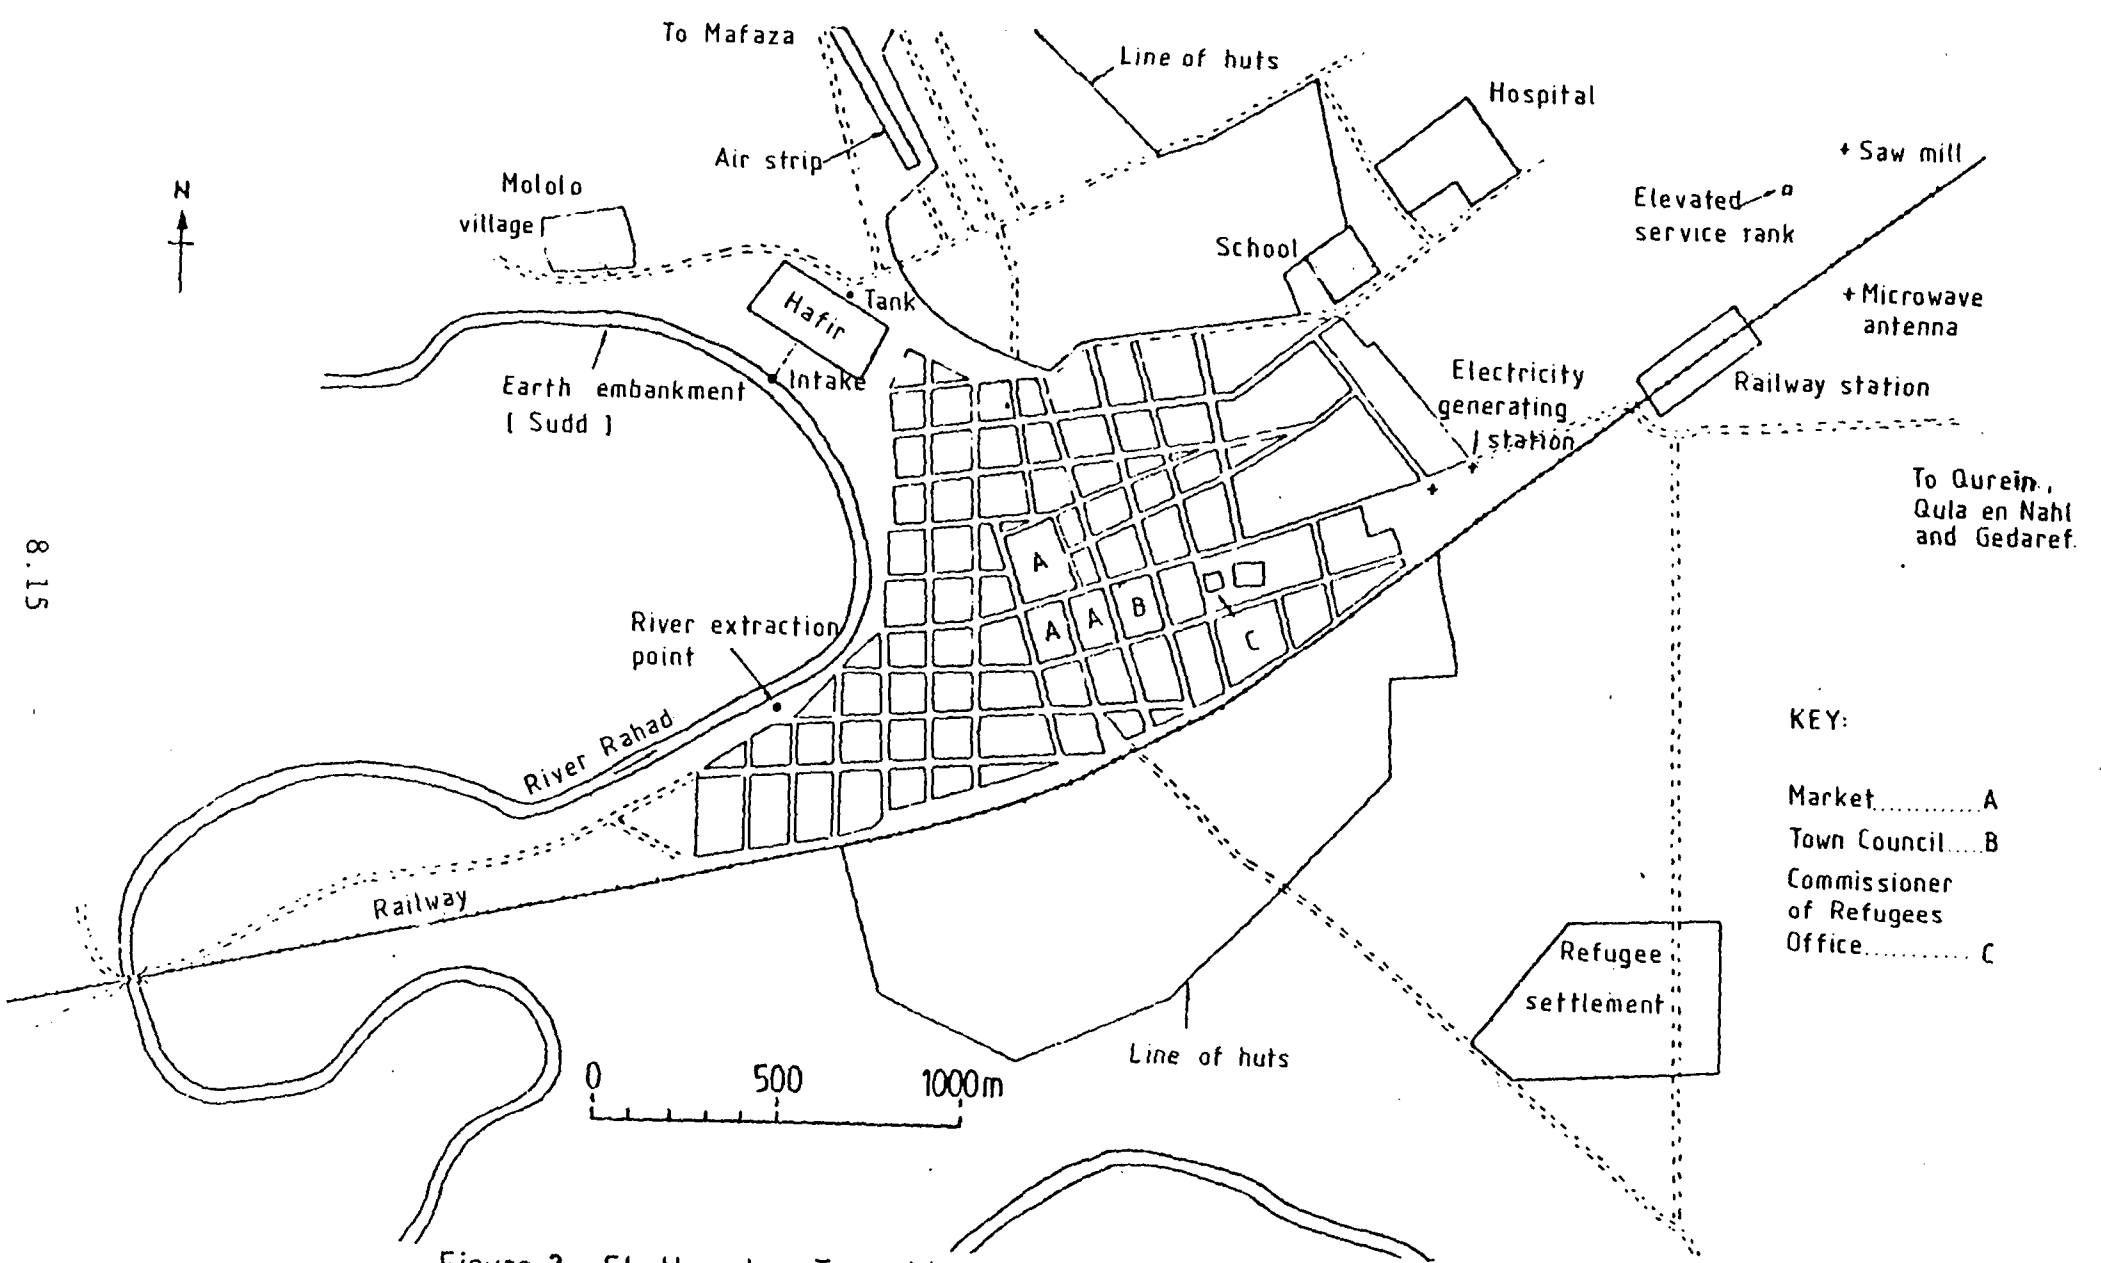 To Mafaza
Line of huts
Hospital
Air strip
N
Mololo
village
School
+ Saw mill
Elevated
service tank
Tank
Hafir
+ Microwave
antenna
Intake
Earth embankment
[ Sudd ]
Electricity
generating
station
Railway station
To Qurein,
Qula en Nahl
and Gedaref.
8.15
A
A
A
B
C
River extraction
point
River Rahad
Railway
KEY:
Market............A
Town Council.....B
Commissioner
of Refugees
Office........... C
Refugee
settlement
Line of huts
0 500 1000m